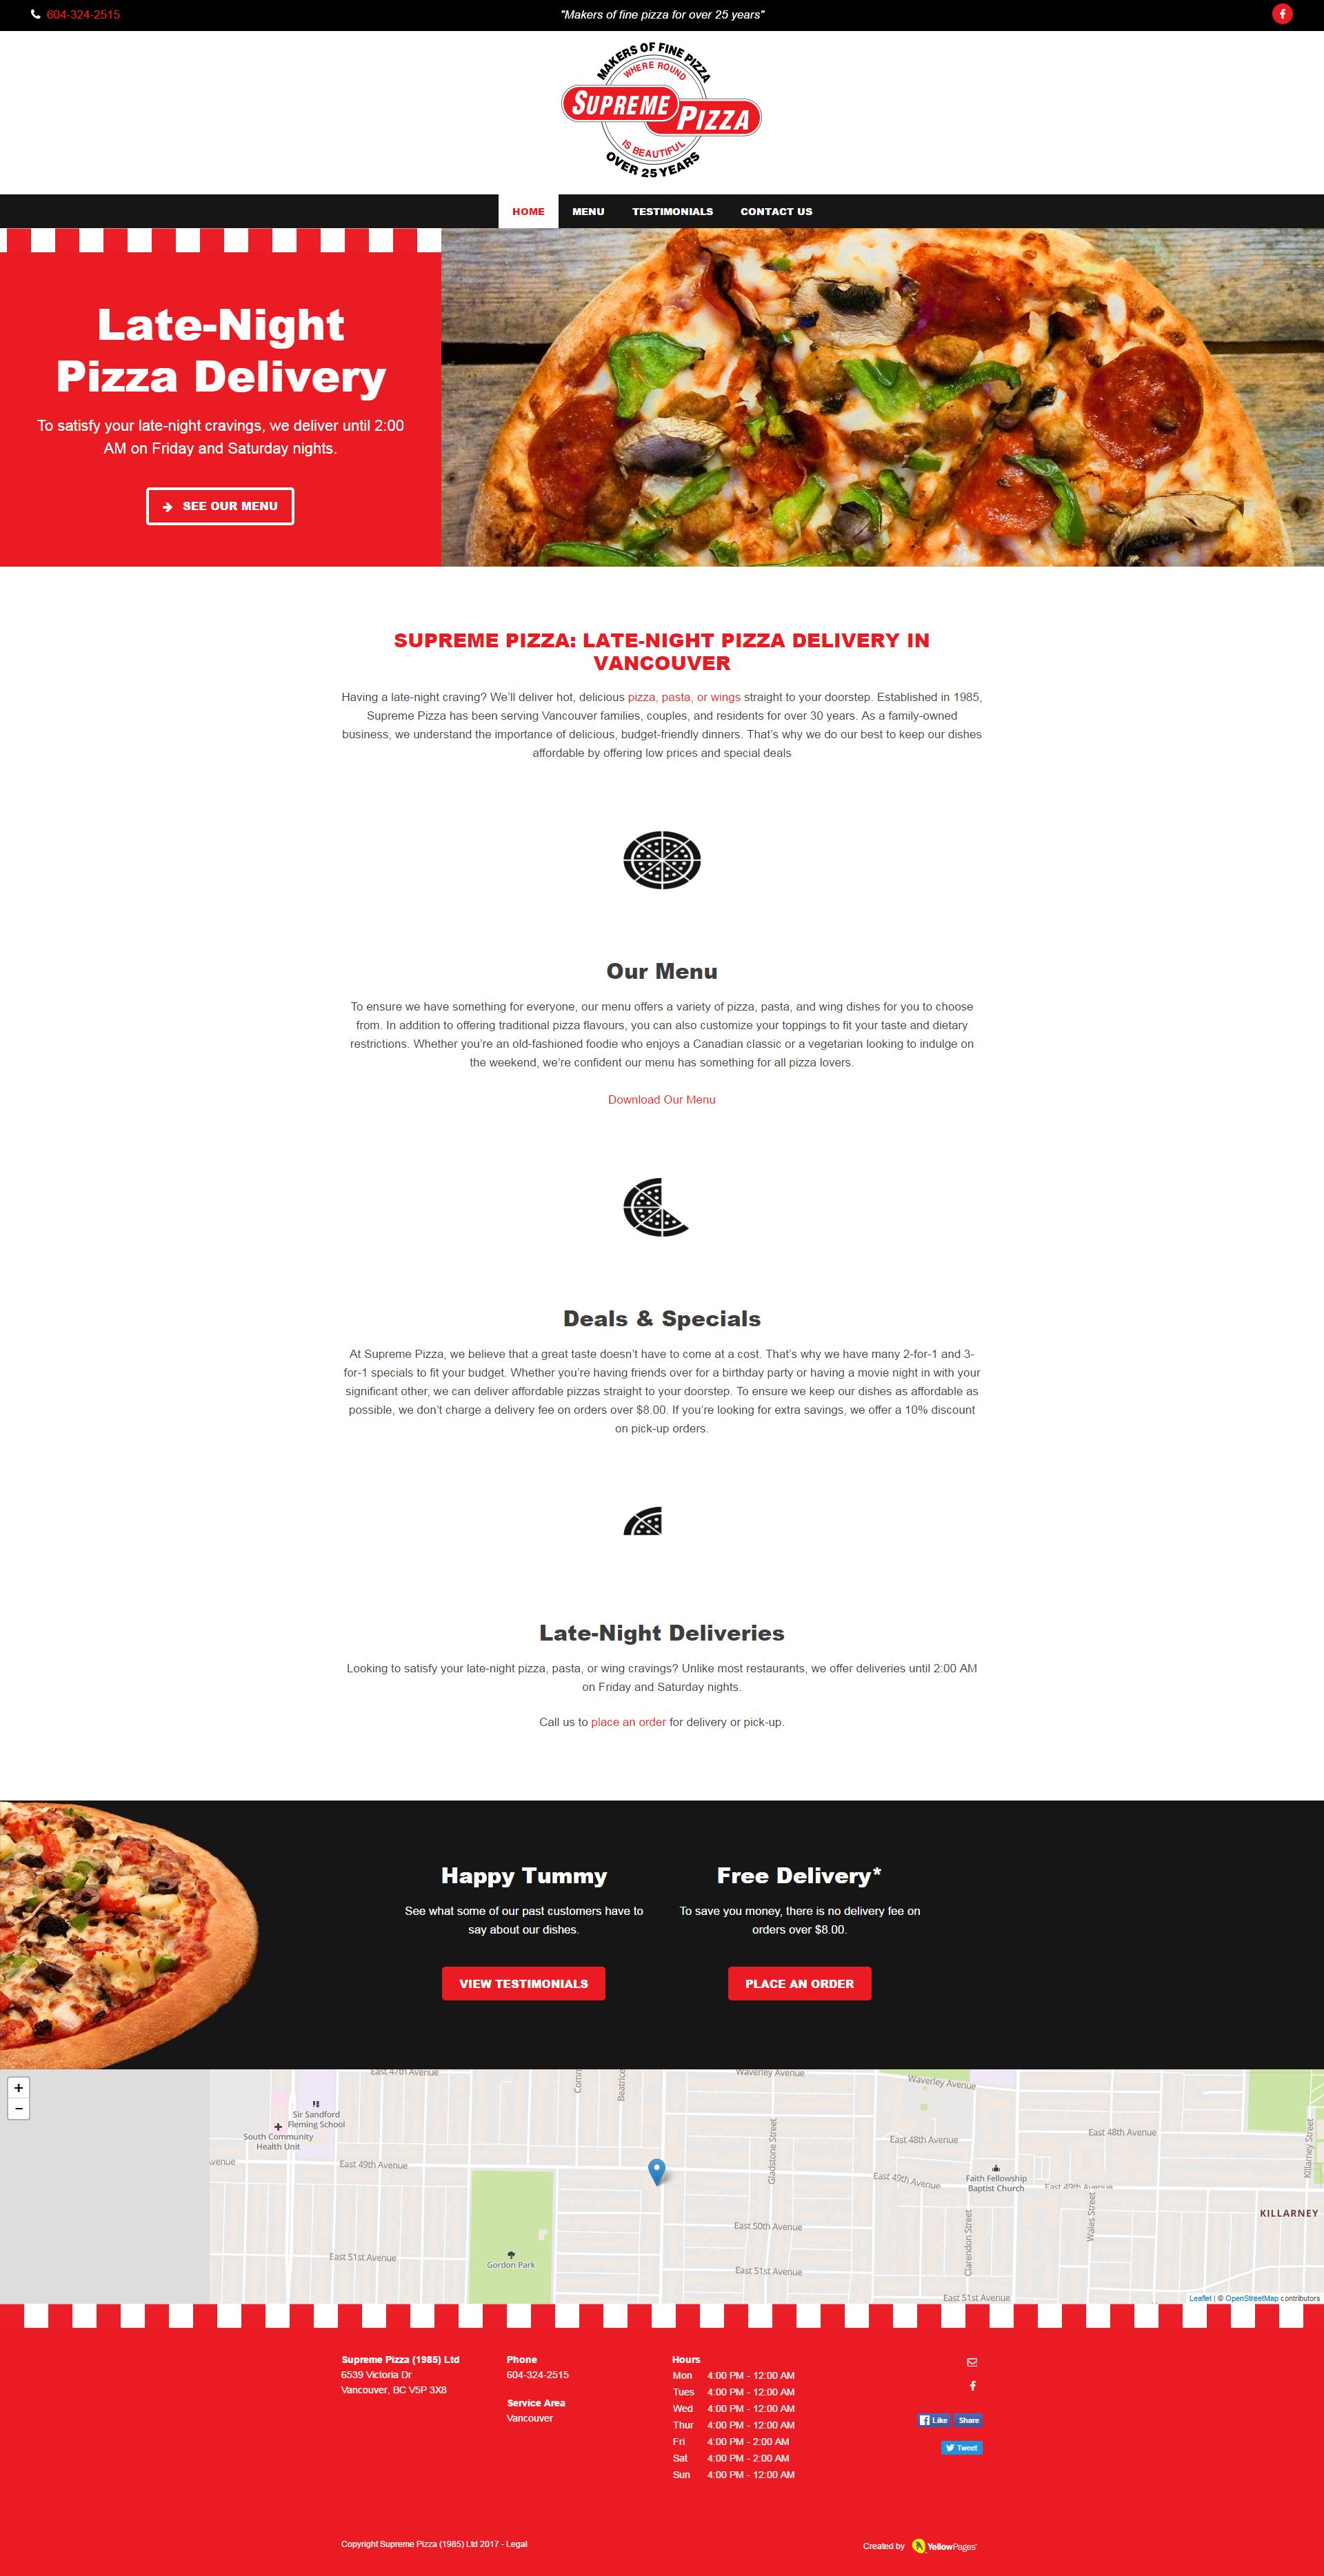 604-324-2515
"Makers of fine pizza for over 25 years"
MAKERS OF FINE PIZZA
WHERE ROUND
SUPREME
PIZZA
IS BEAUTIFUL
OVER 25 YEARS
HOME
MENU
TESTIMONIALS
CONTACT US
Late-Night
Pizza Delivery
To satisfy your late-night cravings, we deliver until 2:00
AM on Friday and Saturday nights.
SEE OUR MENU
SUPREME PIZZA: LATE-NIGHT PIZZA DELIVERY IN
VANCOUVER
Having a late-night craving? We'll deliver hot, delicious pizza, pasta, or wings straight to your doorstep. Established in 1985,
Supreme Pizza has been serving Vancouver families, couples, and residents for over 30 years. As a family-owned
business, we understand the importance of delicious, budget-friendly dinners. That's why we do our best to keep our dishes
affordable by offering low prices and special deals
Our Menu
To ensure we have something for everyone, our menu offers a variety of pizza, pasta, and wing dishes for you to choose
from. In addition to offering traditional pizza flavours, you can also customize your toppings to fit your taste and dietary
restrictions. Whether you're an old-fashioned foodie who enjoys a Canadian classic or a vegetarian looking to indulge on
the weekend, we're confident our menu has something for all pizza lovers.
Download Our Menu
Deals & Specials
At Supreme Pizza, we believe that a great taste doesn't have to come at a cost. That's why we have many 2-for-1 and 3-
for-1 specials to fit your budget. Whether you're having friends over for a birthday party or having a movie night in with your
significant other, we can deliver affordable pizzas straight to your doorstep. To ensure we keep our dishes as affordable as
possible, we don't charge a delivery fee on orders over $8.00. If you're looking for extra savings, we offer a 10% discount
on pick-up orders.
Late-Night Deliveries
Looking to satisfy your late-night pizza, pasta, or wing cravings? Unlike most restaurants, we offer deliveries until 2:00 AM
on Friday and Saturday nights.
Call us to place an order for delivery or pick-up.
Happy Tummy
See what some of our past customers have to
say about our dishes.
VIEW TESTIMONIALS
Free Delivery*
To save you money, there is no delivery fee on
orders over $8.00.
PLACE AN ORDER
+
−
East 47th Avenue
Beatrice
Waverley Avenue
Waverley Avenue
Sir Sandford
Fleming School
South Community
Health Unit
East 49th Avenue
Gladstone Street
East 48th Avenue
East 48th Avenue
Killarney Street
East 49th Avenue
Faith Fellowship
Baptist Church
East 49th Avenue
Wales Street
KILLARNEY
East 50th Avenue
Clarendon Street
East 51st Avenue
Gordon Park
East 51st Avenue
East 51st Avenue
Leaflet | © OpenStreetMap contributors
Supreme Pizza (1985) Ltd
6539 Victoria Dr
Vancouver, BC V5P 3X8
Phone
604-324-2515
Service Area
Vancouver
Hours
Mon 4:00 PM - 12:00 AM
Tues 4:00 PM - 12:00 AM
Wed 4:00 PM - 12:00 AM
Thur 4:00 PM - 12:00 AM
Fri 4:00 PM - 2:00 AM
Sat 4:00 PM - 2:00 AM
Sun 4:00 PM - 12:00 AM
Like
Share
Tweet
Copyright Supreme Pizza (1985) Ltd 2017 - Legal
Created by YellowPages